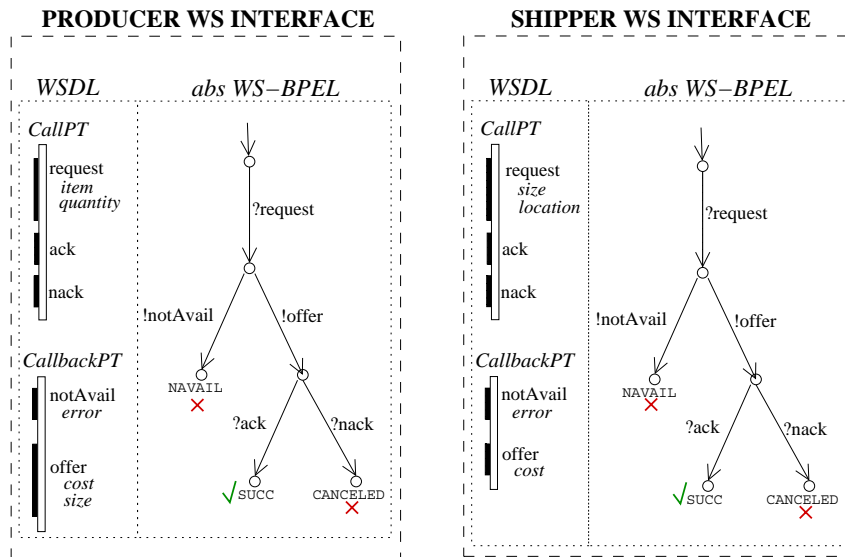 PRODUCER WS INTERFACE
WSDL
abs WS-BPEL
CallPT
request
item
quantity
ack
nack
?request
!notAvail
!offer
CallbackPT
notAvail
error
offer
cost
size
NAVAIL
?ack
?nack
SUCC
CANCELED
SHIPPER WS INTERFACE
WSDL
abs WS-BPEL
CallPT
request
size
location
ack
nack
?request
!notAvail
!offer
CallbackPT
notAvail
error
offer
cost
NAVAIL
?ack
?nack
SUCC
CANCELED